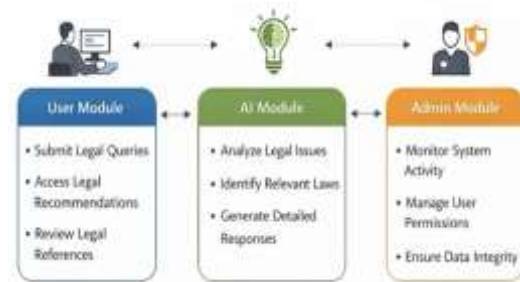 User Module
• Submit Legal Queries
• Access Legal
Recommendations
• Review Legal
References
AI Module
• Analyze Legal Issues
• Identify Relevant Laws
• Generate Detailed
Responses
Admin Module
• Monitor System
Activity
• Manage User
Permissions
• Ensure Data Integrity